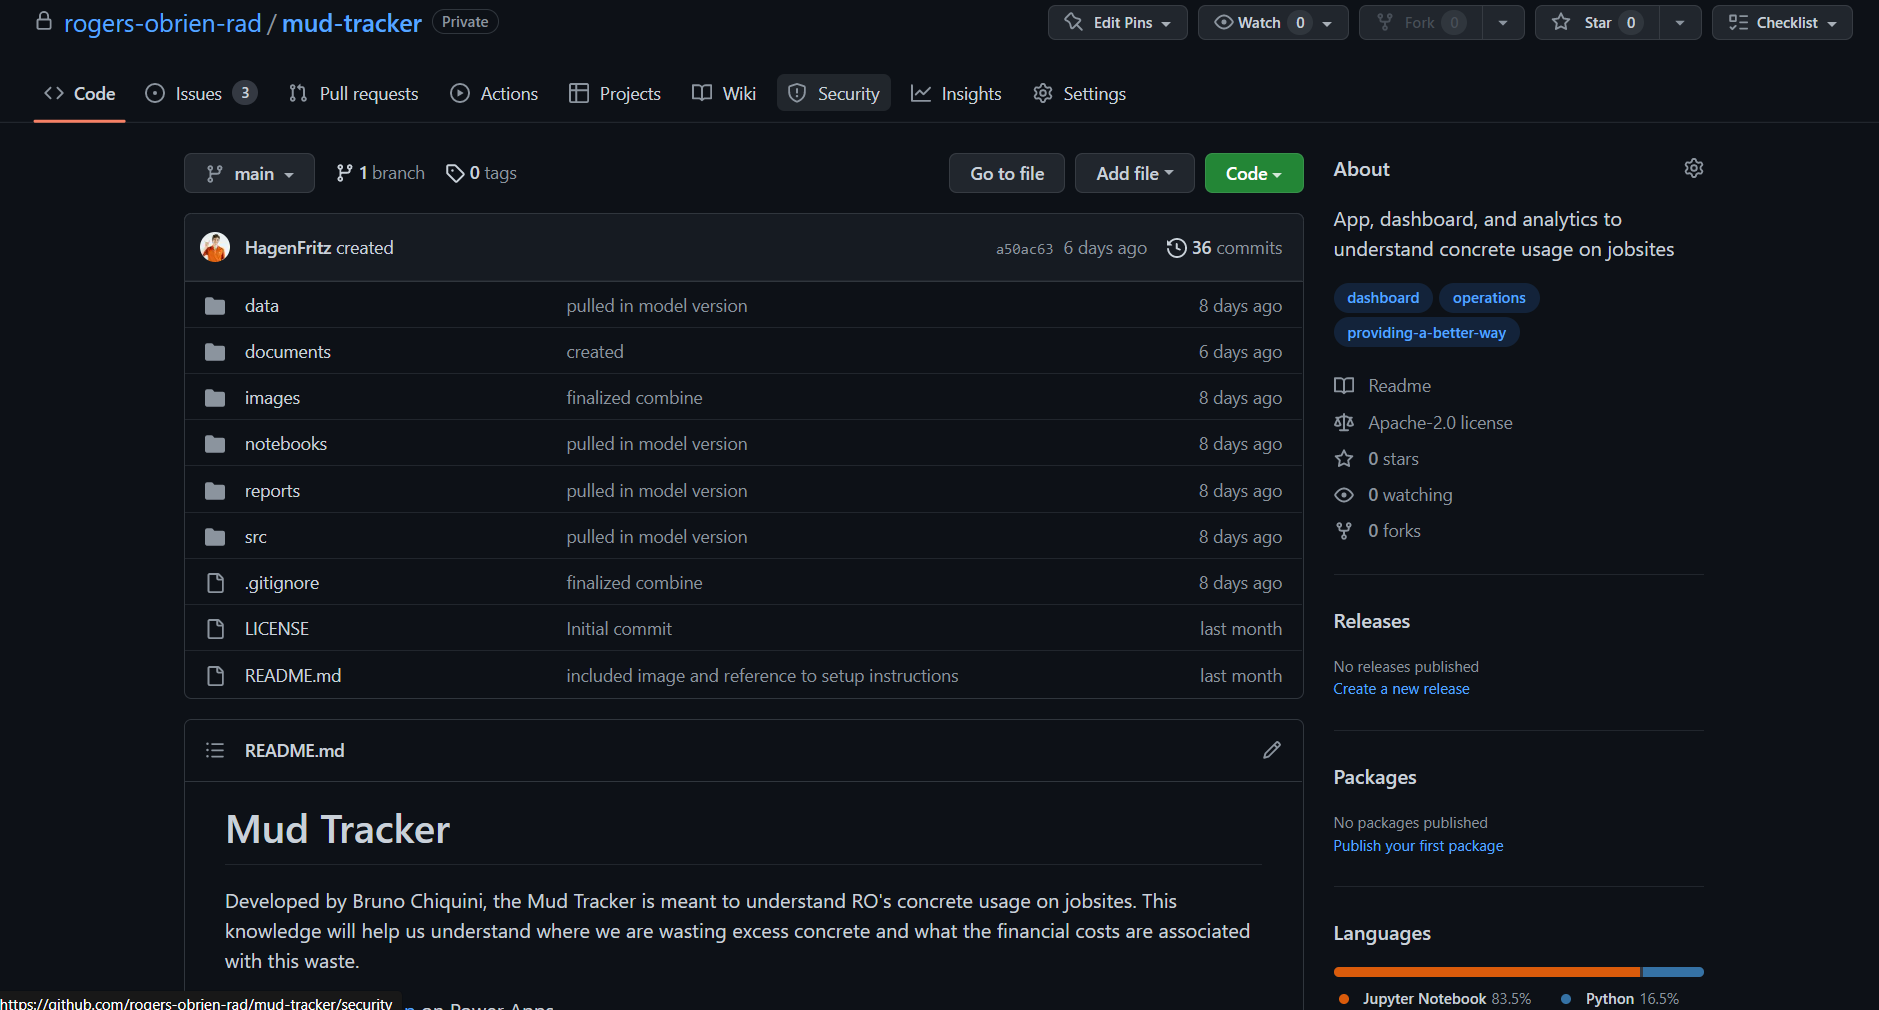 rogers-obrien-rad / mud-tracker Private Edit Pins Watch 0 Fork 0 Star 0 Checklist
Code Issues 3 Pull requests Actions Projects Wiki Security Insights Settings
main 1 branch 0 tags Go to file Add file Code
HagenFritz created a50ac63 6 days ago 36 commits
data pulled in model version 8 days ago
documents created 6 days ago
images finalized combine 8 days ago
notebooks pulled in model version 8 days ago
reports pulled in model version 8 days ago
src pulled in model version 8 days ago
.gitignore finalized combine 8 days ago
LICENSE Initial commit last month
README.md included image and reference to setup instructions last month
README.md
Mud Tracker
Developed by Bruno Chiquini, the Mud Tracker is meant to understand RO's concrete usage on jobsites. This
knowledge will help us understand where we are wasting excess concrete and what the financial costs are associated
with this waste.
on Power Apps
https://github.com/rogers-obrien-rad/mud-tracker/security
About
App, dashboard, and analytics to
understand concrete usage on jobsites
dashboard operations
providing-a-better-way
Readme
Apache-2.0 license
0 stars
0 watching
0 forks
Releases
No releases published
Create a new release
Packages
No packages published
Publish your first package
Languages
Jupyter Notebook 83.5% Python 16.5%